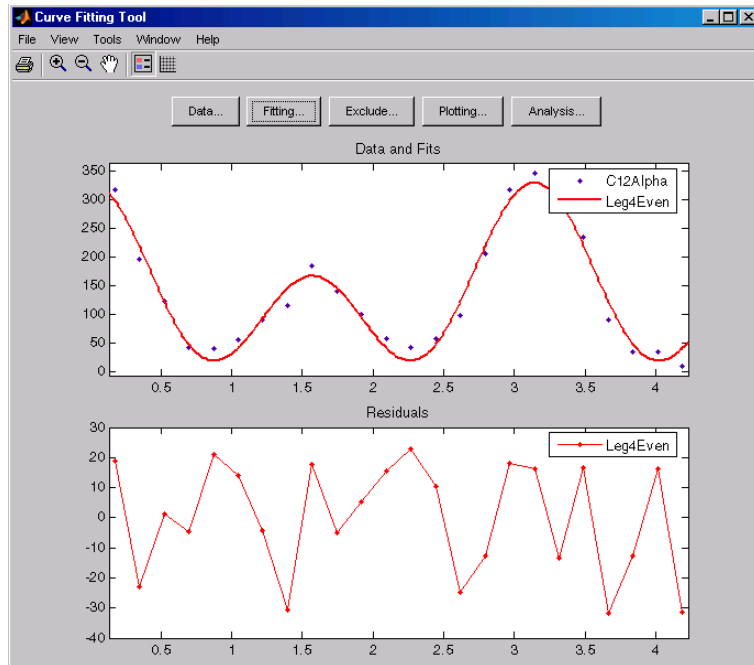 Curve Fitting Tool
File View Tools Window Help
Data... Fitting... Exclude... Plotting... Analysis...
Data and Fits
350
300
250
200
150
100
50
0
C12Alpha
Leg4Even
0.5 1 1.5 2 2.5 3 3.5 4
Residuals
30
20
10
0
-10
-20
-30
-40
Leg4Even
0.5 1 1.5 2 2.5 3 3.5 4